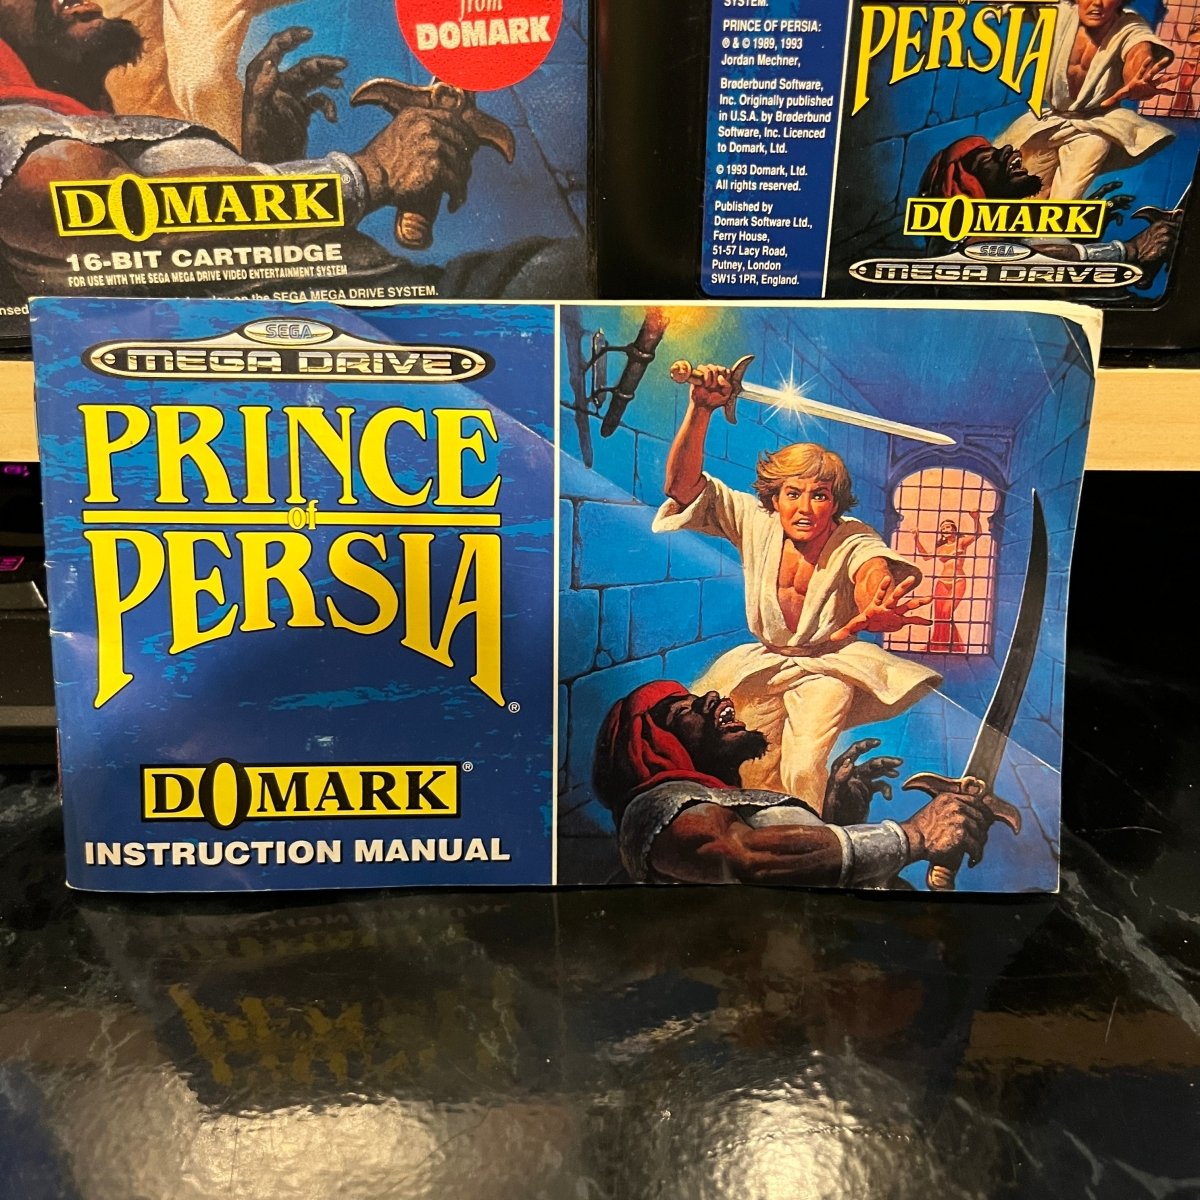 from
DOMARK
DOMARK®
16-BIT CARTRIDGE
FOR USE WITH THE SEGA MEGA DRIVE VIDEO ENTERTAINMENT SYSTEM
on the SEGA MEGA DRIVE SYSTEM.
SYSTEM.
PRINCE OF PERSIA:
® & © 1989, 1993
Jordan Mechner,
Brøderbund Software,
Inc. Originally published
in U.S.A. by Brøderbund
Software, Inc. Licenced
to Domark, Ltd.
© 1993 Domark, Ltd.
All rights reserved.
Published by
Domark Software Ltd.,
Ferry House,
51-57 Lacy Road,
Putney, London
SW15 1PR, England.
of
PERSIA
DOMARK®
SEGA
MEGA DRIVE
SEGA
MEGA DRIVE
PRINCE
of
PERSIA®
DOMARK®
INSTRUCTION MANUAL